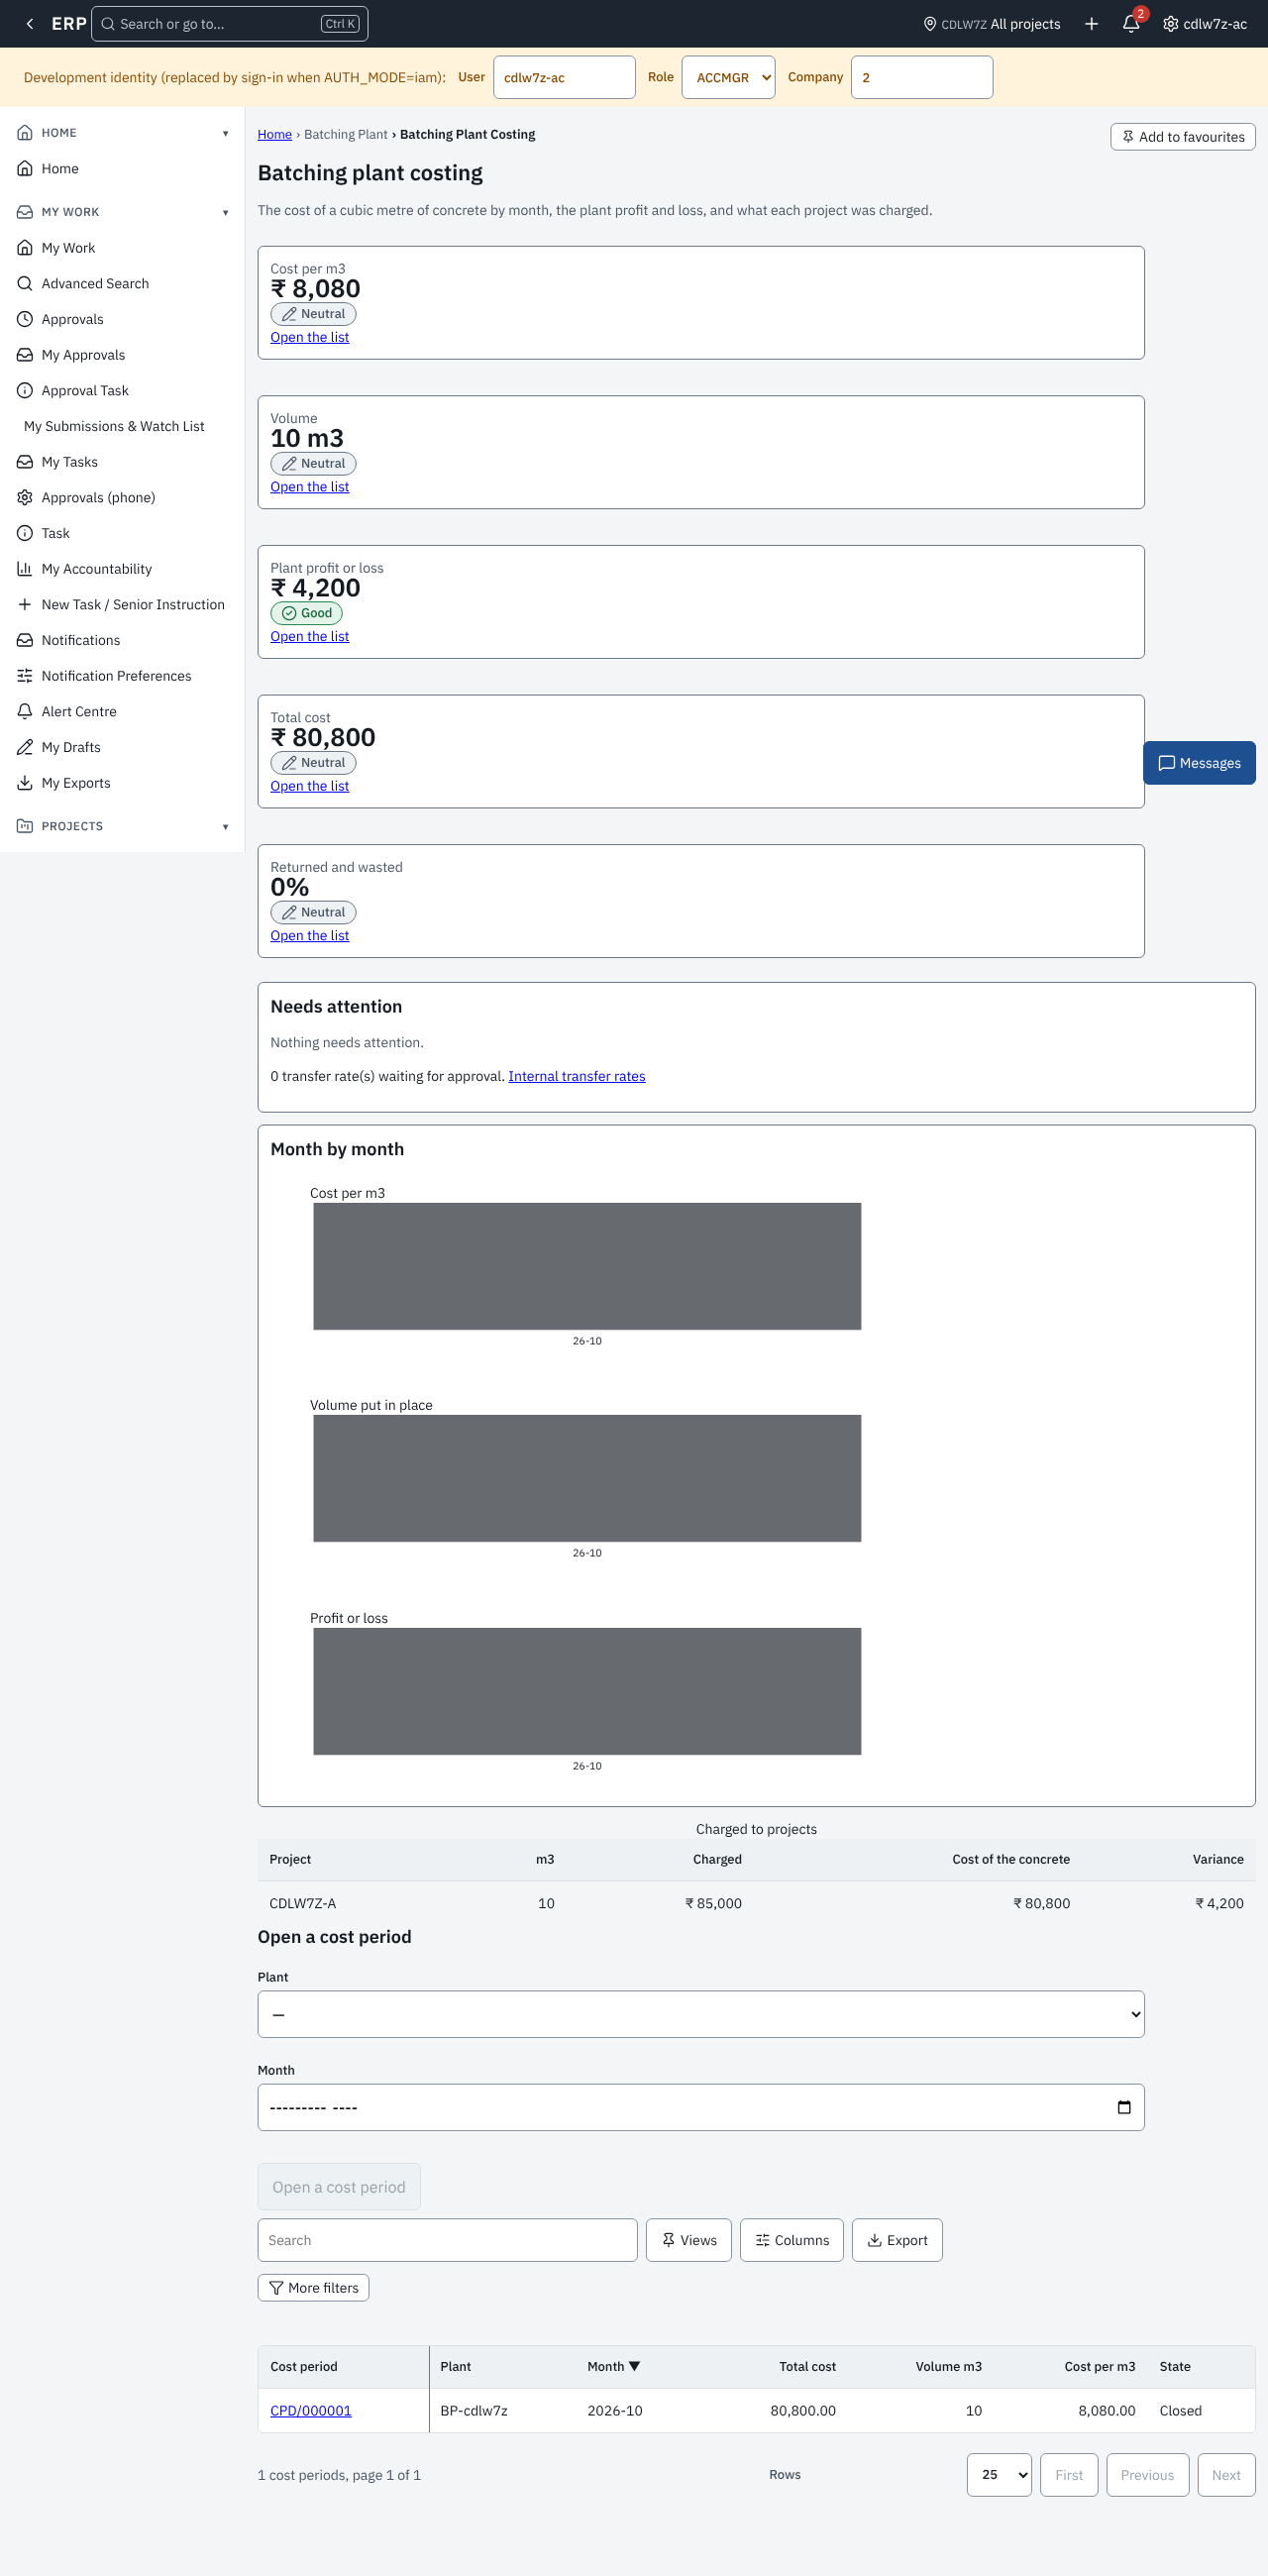 ERP
Search or go to...
Ctrl K
CDLW7Z All projects
2
cdlw7z-ac
Development identity (replaced by sign-in when AUTH_MODE=iam): User cdlw7z-ac Role ACCMGR Company 2
HOME
Home
MY WORK
My Work
Advanced Search
Approvals
My Approvals
Approval Task
My Submissions & Watch List
My Tasks
Approvals (phone)
Task
My Accountability
New Task / Senior Instruction
Notifications
Notification Preferences
Alert Centre
My Drafts
My Exports
PROJECTS
Home › Batching Plant › Batching Plant Costing
Add to favourites
Batching plant costing
The cost of a cubic metre of concrete by month, the plant profit and loss, and what each project was charged.
Cost per m3
₹ 8,080
Neutral
Open the list
Volume
10 m3
Neutral
Open the list
Plant profit or loss
₹ 4,200
Good
Open the list
Total cost
₹ 80,800
Neutral
Open the list
Messages
Returned and wasted
0%
Neutral
Open the list
Needs attention
Nothing needs attention.
0 transfer rate(s) waiting for approval. Internal transfer rates
Month by month
Cost per m3
26-10
Volume put in place
26-10
Profit or loss
26-10
Charged to projects
Project m3 Charged Cost of the concrete Variance
CDLW7Z-A 10 ₹ 85,000 ₹ 80,800 ₹ 4,200
Open a cost period
Plant
—
Month
--------- ----
Open a cost period
Search Views Columns Export
More filters
Cost period Plant Month ▼ Total cost Volume m3 Cost per m3 State
CPD/000001 BP-cdlw7z 2026-10 80,800.00 10 8,080.00 Closed
1 cost periods, page 1 of 1 Rows 25 First Previous Next